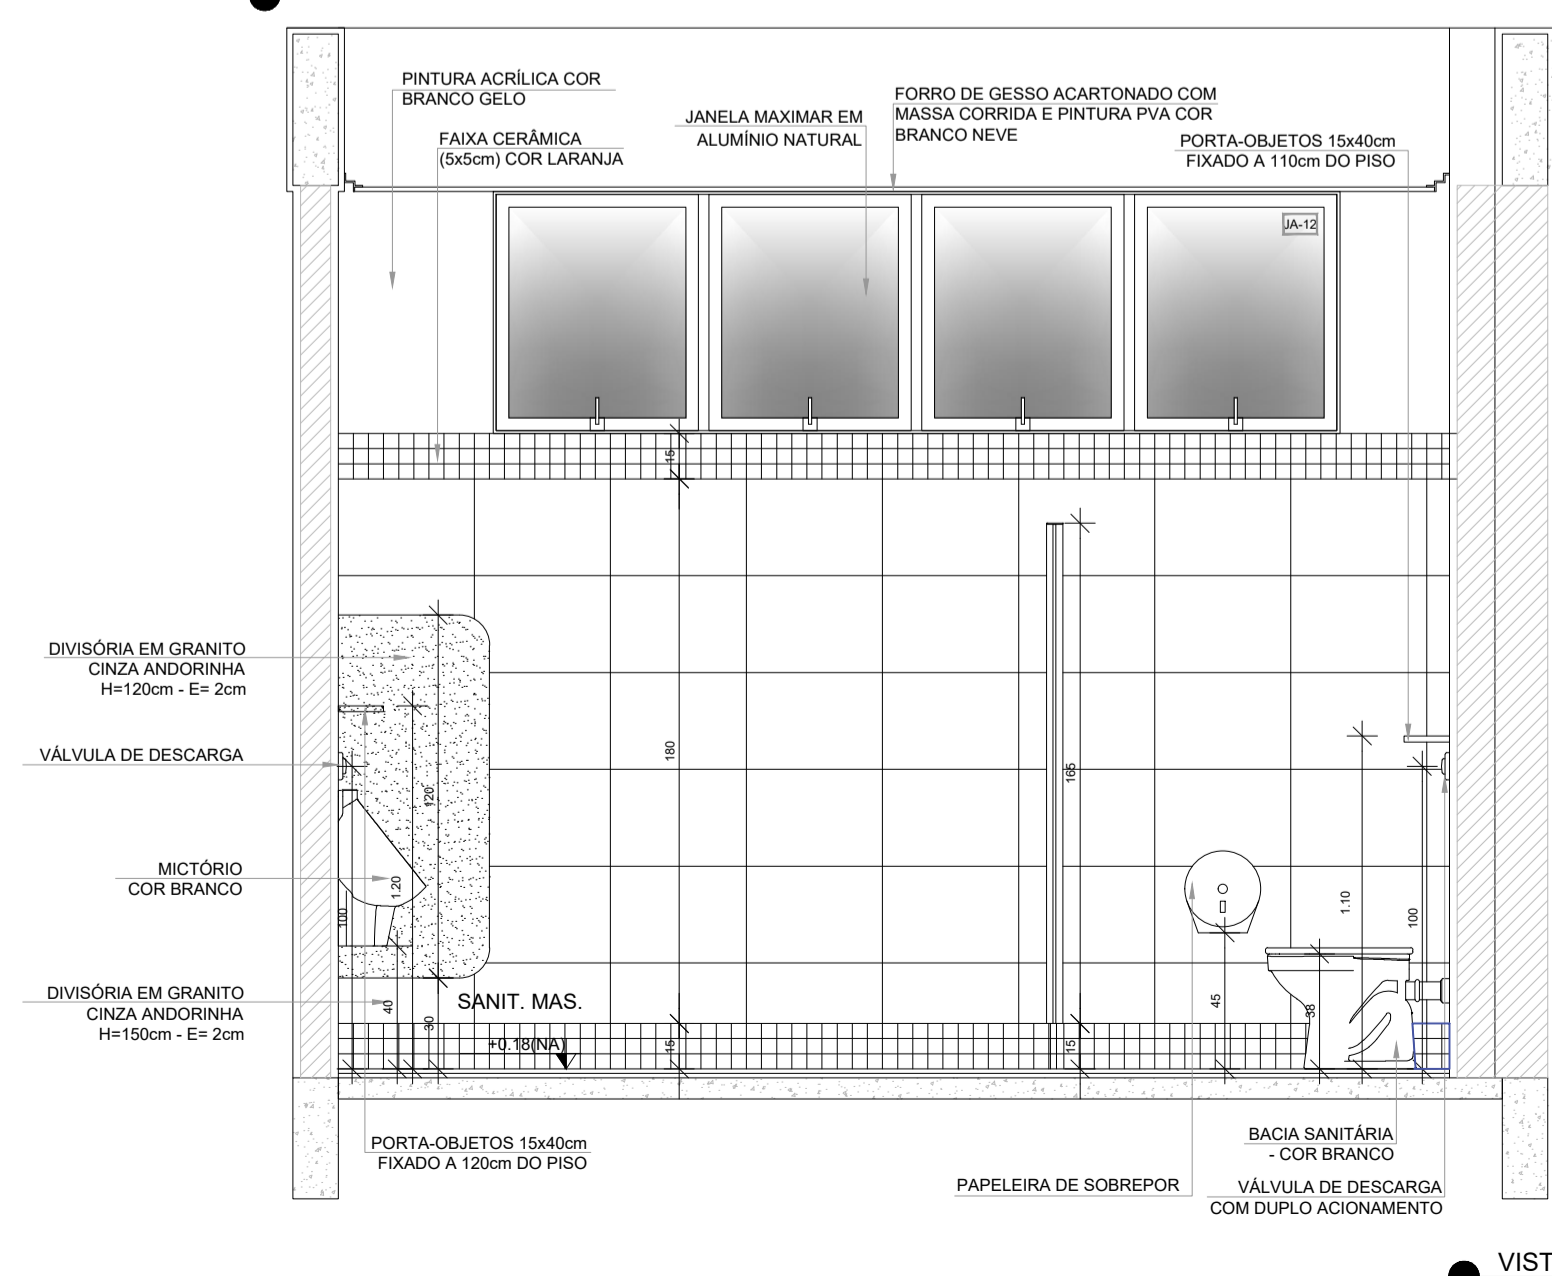 PINTURA ACRÍLICA COR
BRANCO GELO
FAIXA CERÂMICA
(5x5cm) COR LARANJA
JANELA MAXIMAR EM
ALUMÍNIO NATURAL
FORRO DE GESSO ACARTONADO COM
MASSA CORRIDA E PINTURA PVA COR
BRANCO NEVE
PORTA-OBJETOS 15x40cm
FIXADO A 110cm DO PISO
JA-12
15
DIVISÓRIA EM GRANITO
CINZA ANDORINHA
H=120cm - E= 2cm
VÁLVULA DE DESCARGA
180
165
120
MICTÓRIO
COR BRANCO
1.20
100
1.10
100
DIVISÓRIA EM GRANITO
CINZA ANDORINHA
H=150cm - E= 2cm
40
30
SANIT. MAS.
+0.18(NA)
15
15
45
38
PORTA-OBJETOS 15x40cm
FIXADO A 120cm DO PISO
BACIA SANITÁRIA
- COR BRANCO
PAPELEIRA DE SOBREPOR
VÁLVULA DE DESCARGA
COM DUPLO ACIONAMENTO
VIST